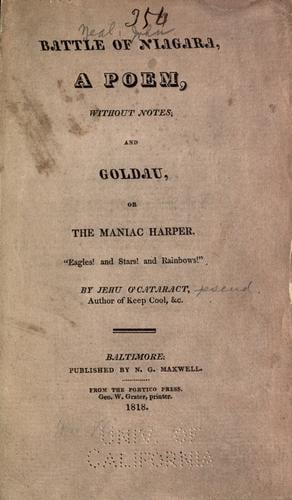 254
Neal, John
BATTLE OF NIAGARA,
A POEM,
WITHOUT NOTES;
AND
GOLDAU,
OR
THE MANIAC HARPER.
"Eagles! and Stars! and Rainbows!"
BY JEHU O'CATARACT, pseud.
Author of Keep Cool, &c.
BALTIMORE:
PUBLISHED BY N. G. MAXWELL.
FROM THE PORTICO PRESS.
Geo. W. Grater, printer.
1818.
UNIV. OF
CALIFORNIA